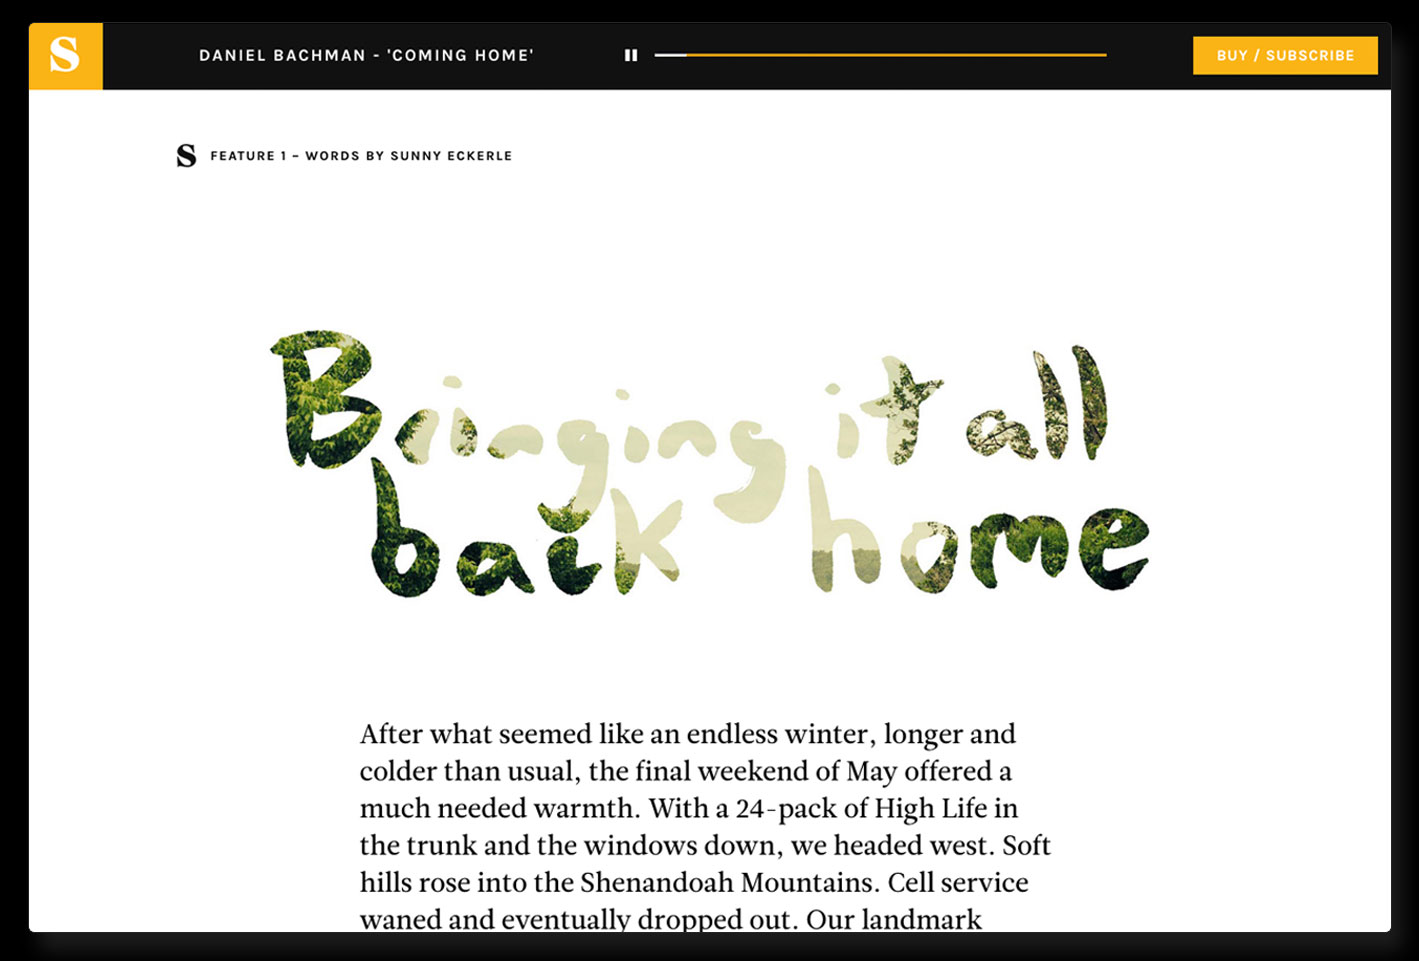 S
DANIEL BACHMAN - 'COMING HOME'
BUY / SUBSCRIBE
S FEATURE 1 – WORDS BY SUNNY ECKERLE
Bringing it all
back home
After what seemed like an endless winter, longer and
colder than usual, the final weekend of May offered a
much needed warmth. With a 24-pack of High Life in
the trunk and the windows down, we headed west. Soft
hills rose into the Shenandoah Mountains. Cell service
waned and eventually dropped out. Our landmark